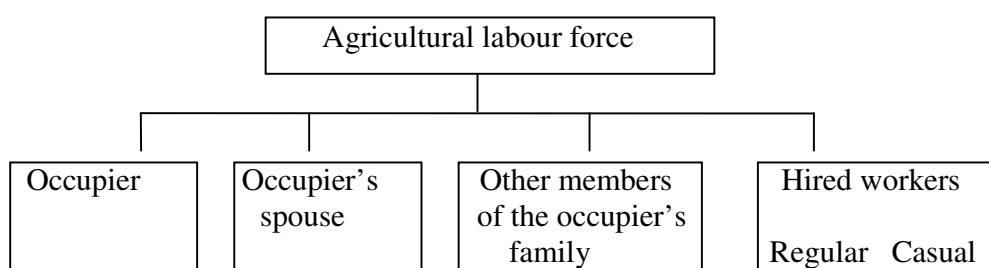 Agricultural labour force
Occupier
Occupier's
spouse
Other members
of the occupier's
family
Hired workers
Regular Casual